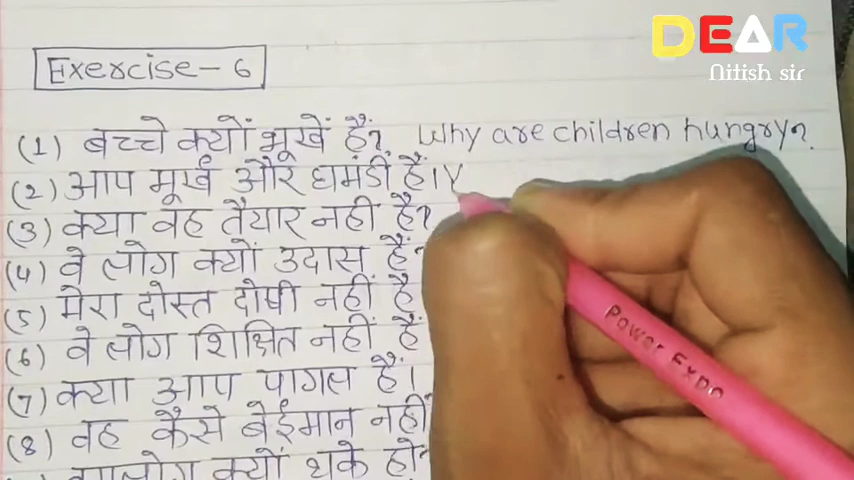 DEAR
Nitish sir
Exercise - 6
(1) बच्चे क्यों भूखें हैं? Why are children hungry?
(2) आप मूर्ख और घमंडी हैं। Y
(3) क्या वह तैयार नहीं है?
(4) वे लोग क्यों उदास हैं?
(5) मेरा दोस्त दोषी नहीं है
(6) वे लोग शिक्षित नहीं हैं
(7) क्या आप पागल हैं।
(8) वह कैसे बेईमान नहीं
क्यों थके हो
Power Expo